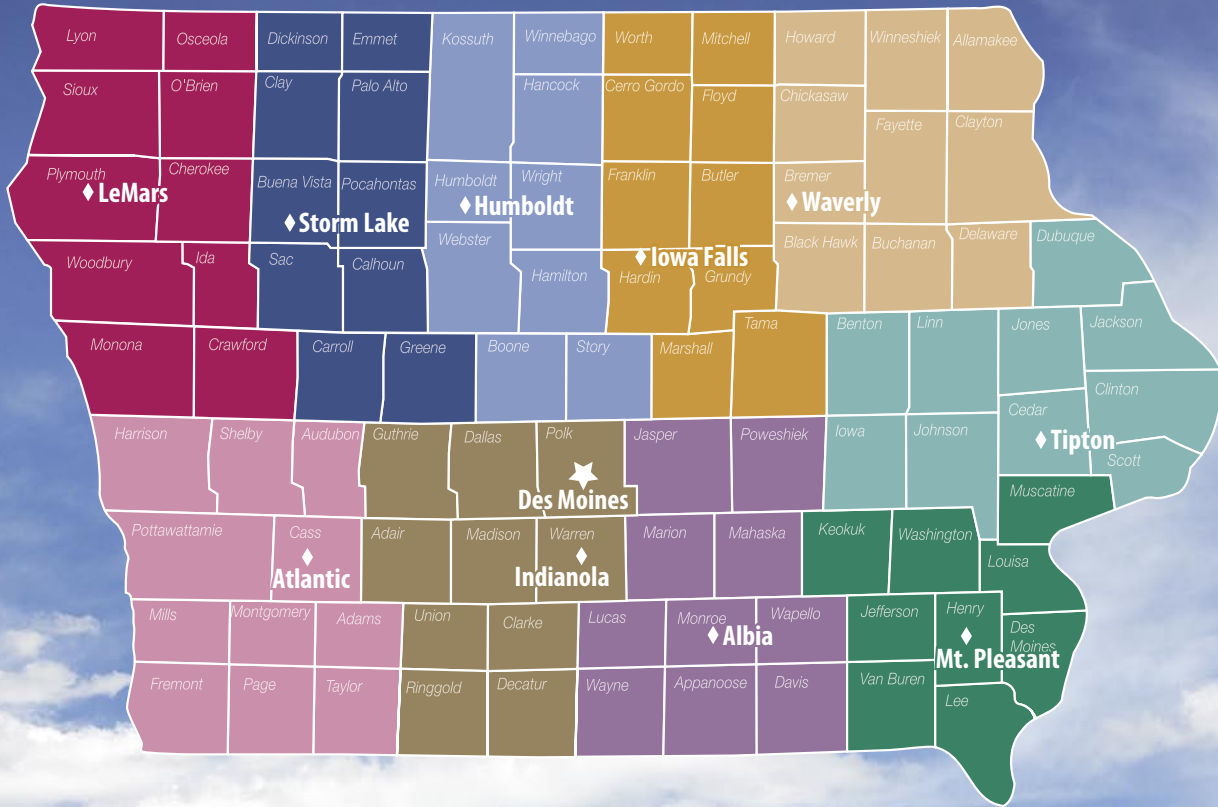 Lyon
Osceola
Dickinson
Emmet
Kossuth
Winnebago
Worth
Mitchell
Howard
Winneshiek
Allamakee
Sioux
O'Brien
Clay
Palo Alto
Hancock
Cerro Gordo
Floyd
Chickasaw
Fayette
Clayton
Plymouth
LeMars
Cherokee
Buena Vista
Pocahontas
Storm Lake
Humboldt
Humboldt
Wright
Franklin
Butler
Bremer
Waverly
Woodbury
Ida
Sac
Calhoun
Webster
Hamilton
Iowa Falls
Hardin
Grundy
Black Hawk
Buchanan
Delaware
Dubuque
Monona
Crawford
Carroll
Greene
Boone
Story
Marshall
Tama
Benton
Linn
Jones
Jackson
Clinton
Harrison
Shelby
Audubon
Guthrie
Dallas
Polk
Des Moines
Jasper
Poweshiek
Iowa
Johnson
Cedar
Tipton
Scott
Muscatine
Pottawattamie
Cass
Atlantic
Adair
Madison
Warren
Indianola
Marion
Mahaska
Keokuk
Washington
Louisa
Mills
Montgomery
Adams
Union
Clarke
Lucas
Monroe
Albia
Wapello
Jefferson
Henry
Mt. Pleasant
Des
Moines
Fremont
Page
Taylor
Ringgold
Decatur
Wayne
Appanoose
Davis
Van Buren
Lee